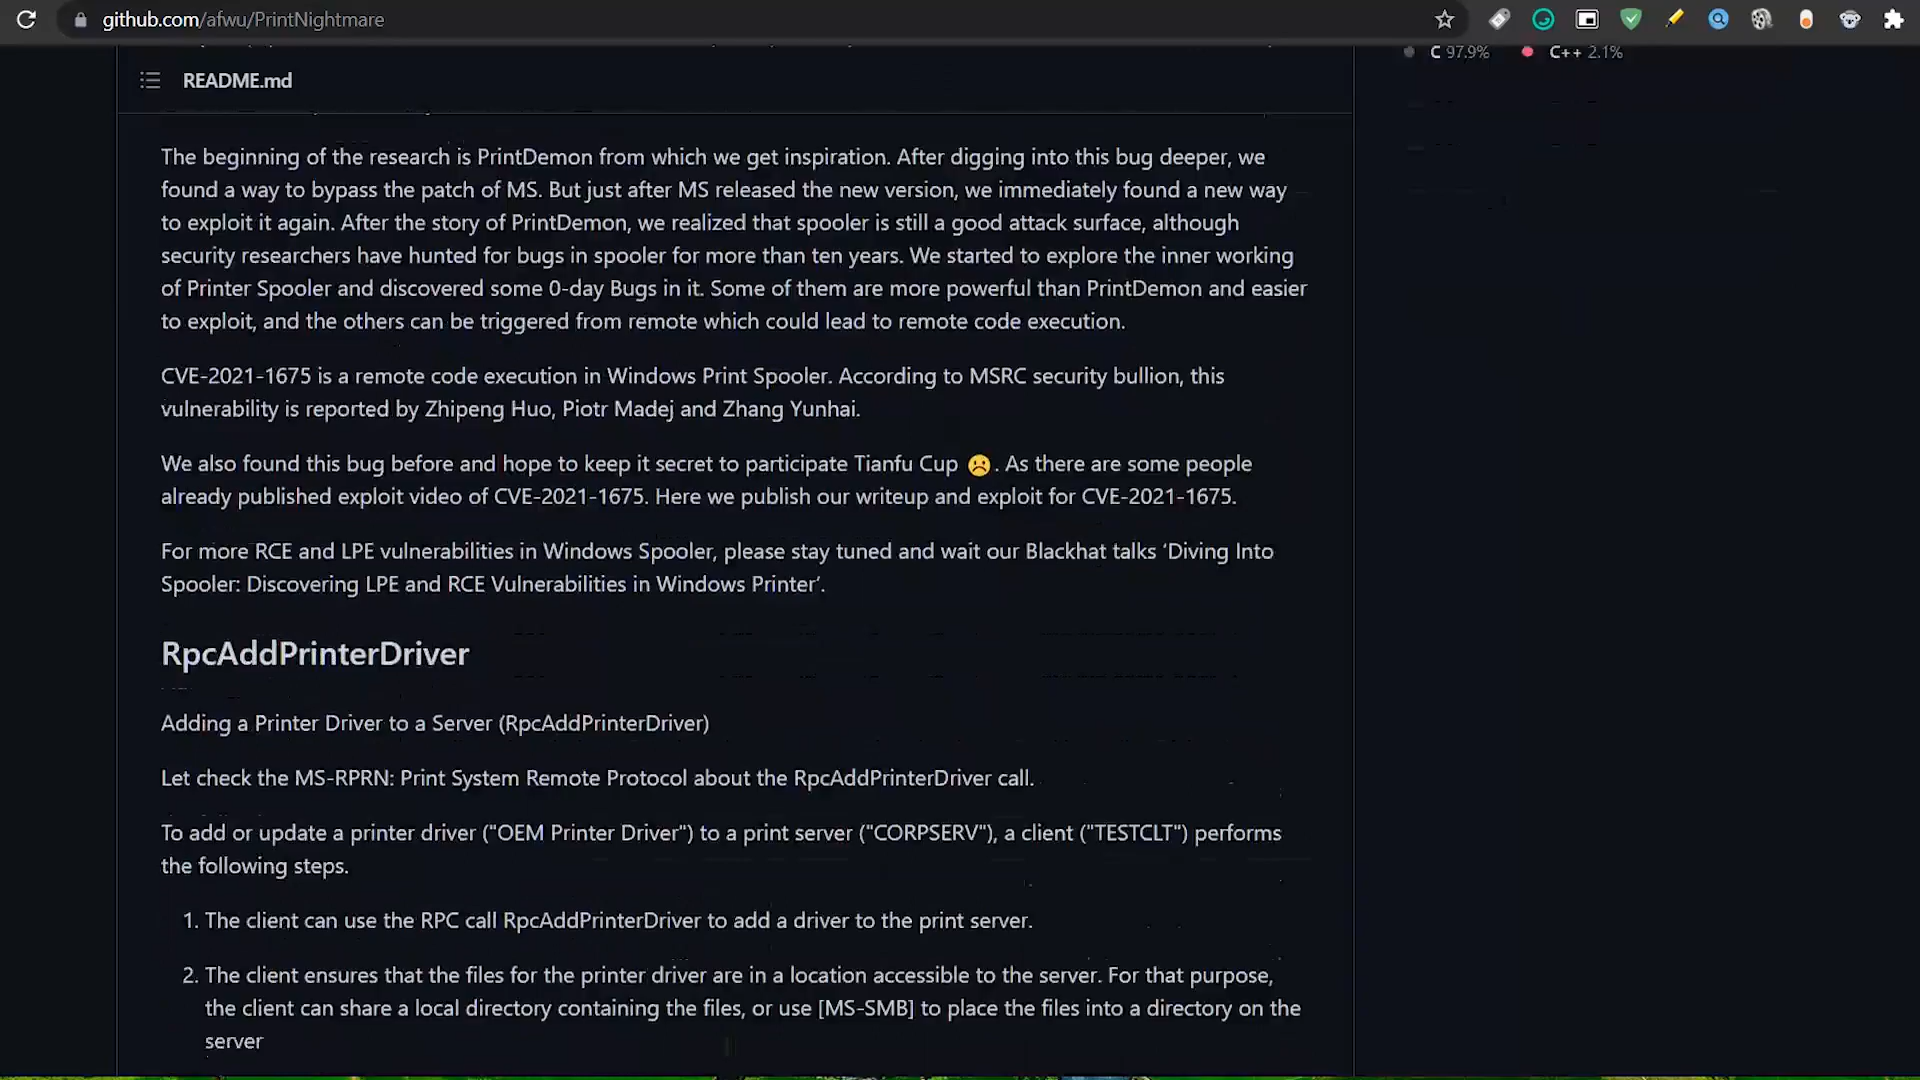 github.com/afwu/PrintNightmare
C 97.9% C++ 2.1%
README.md
The beginning of the research is PrintDemon from which we get inspiration. After digging into this bug deeper, we
found a way to bypass the patch of MS. But just after MS released the new version, we immediately found a new way
to exploit it again. After the story of PrintDemon, we realized that spooler is still a good attack surface, although
security researchers have hunted for bugs in spooler for more than ten years. We started to explore the inner working
of Printer Spooler and discovered some 0-day Bugs in it. Some of them are more powerful than PrintDemon and easier
to exploit, and the others can be triggered from remote which could lead to remote code execution.
CVE-2021-1675 is a remote code execution in Windows Print Spooler. According to MSRC security bullion, this
vulnerability is reported by Zhipeng Huo, Piotr Madej and Zhang Yunhai.
We also found this bug before and hope to keep it secret to participate Tianfu Cup ☹️. As there are some people
already published exploit video of CVE-2021-1675. Here we publish our writeup and exploit for CVE-2021-1675.
For more RCE and LPE vulnerabilities in Windows Spooler, please stay tuned and wait our Blackhat talks ‘Diving Into
Spooler: Discovering LPE and RCE Vulnerabilities in Windows Printer’.
RpcAddPrinterDriver
Adding a Printer Driver to a Server (RpcAddPrinterDriver)
Let check the MS-RPRN: Print System Remote Protocol about the RpcAddPrinterDriver call.
To add or update a printer driver ("OEM Printer Driver") to a print server ("CORPSERV"), a client ("TESTCLT") performs
the following steps.
1. The client can use the RPC call RpcAddPrinterDriver to add a driver to the print server.
2. The client ensures that the files for the printer driver are in a location accessible to the server. For that purpose,
the client can share a local directory containing the files, or use [MS-SMB] to place the files into a directory on the
server